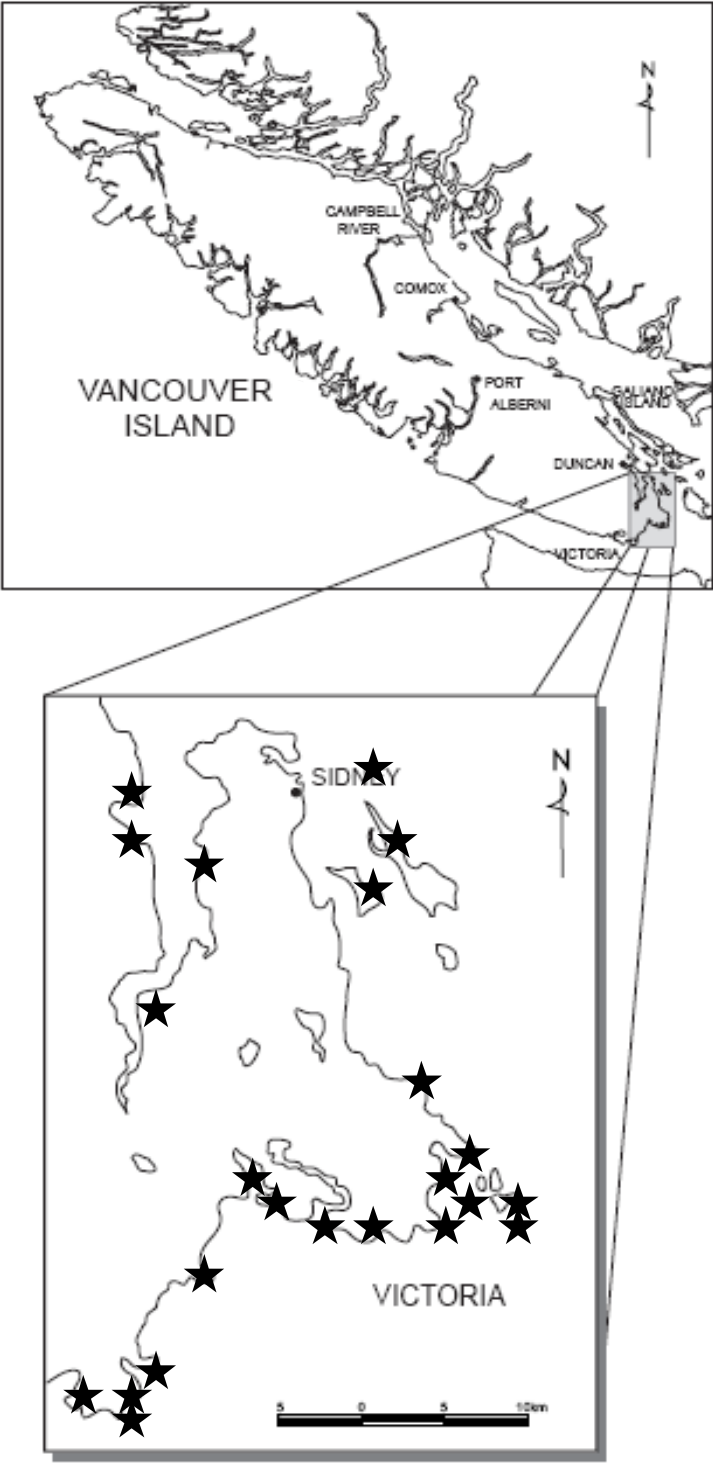 N
CAMPBELL
RIVER
COMOX
VANCOUVER
ISLAND
PORT
ALBERNI
GALIANO
ISLAND
DUNCAN
VICTORIA
N
SIDNEY
VICTORIA
5 0 5 10km